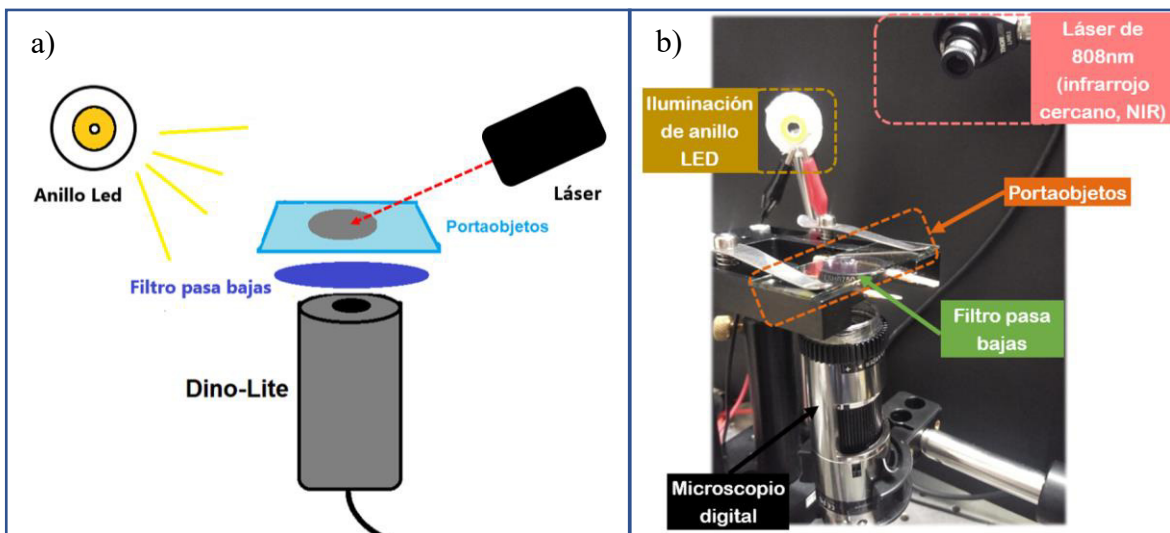 a)
Anillo Led
Láser
Portaobjetos
Filtro pasa bajas
Dino-Lite
b)
Láser de
808nm
(infrarrojo
cercano, NIR)
Iluminación
de anillo
LED
Portaobjetos
Filtro pasa
bajas
Microscopio
digital